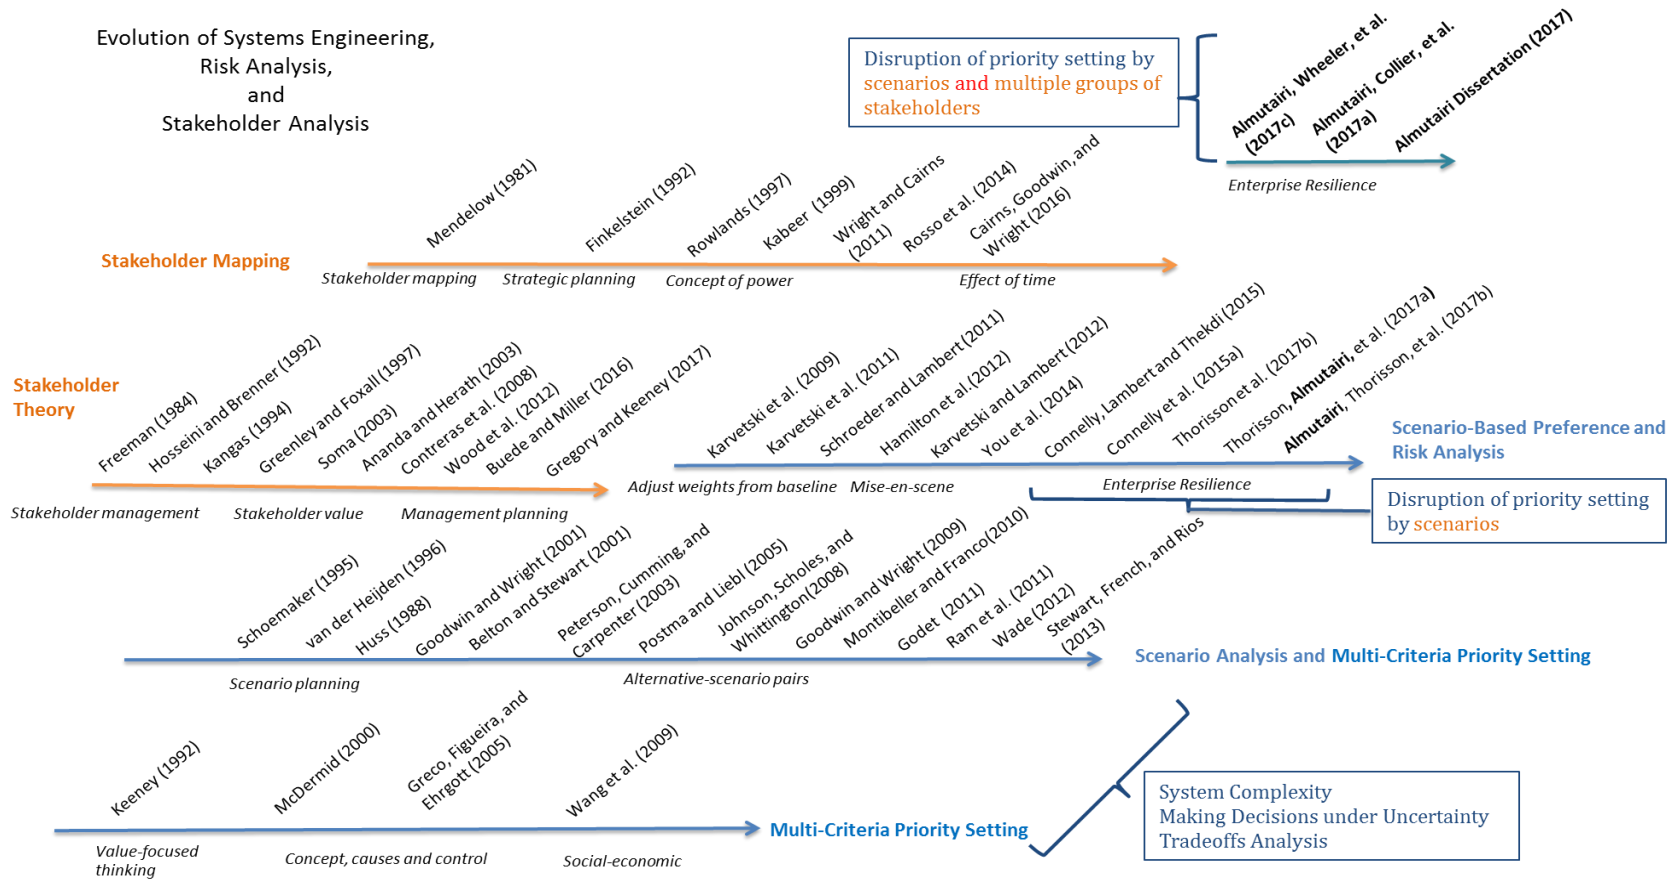 Evolution of Systems Engineering,
Risk Analysis,
and
Stakeholder Analysis
Disruption of priority setting by
scenarios and multiple groups of
stakeholders
Almutairi, Wheeler, et al.
(2017c)
Almutairi, Collier, et al.
(2017a)
Almutairi Dissertation (2017)
Enterprise Resilience
Stakeholder Mapping
Mendelow (1981)
Finkelstein (1992)
Rowlands (1997)
Kabeer (1999)
Wright and Cairns
(2011)
Rosso et al. (2014)
Cairns, Goodwin, and
Wright (2016)
Stakeholder mapping
Strategic planning
Concept of power
Effect of time
Stakeholder
Theory
Freeman (1984)
Hosseini and Brenner (1992)
Kangas (1994)
Greenley and Foxall (1997)
Soma (2003)
Ananda and Herath (2003)
Contreras et al. (2008)
Wood et al. (2012)
Buede and Miller (2016)
Gregory and Keeney (2017)
Stakeholder management
Stakeholder value
Management planning
Karvetski et al. (2009)
Karvetski et al. (2011)
Schroeder and Lambert (2011)
Hamilton et al. (2012)
Karvetski and Lambert (2012)
You et al. (2014)
Connelly, Lambert and Thekdi (2015)
Connelly et al. (2015a)
Thorisson et al. (2017b)
Thorisson, Almutairi, et al. (2017a)
Almutairi, Thorisson, et al. (2017b)
Scenario-Based Preference and
Risk Analysis
Adjust weights from baseline
Mise-en-scene
Enterprise Resilience
Disruption of priority setting
by scenarios
Schoemaker (1995)
van der Heijden (1996)
Huss (1988)
Goodwin and Wright (2001)
Belton and Stewart (2001)
Peterson, Cumming, and
Carpenter (2003)
Postma and Liebl (2005)
Johnson, Scholes, and
Whittington (2008)
Goodwin and Wright (2009)
Montibeller and Franco (2010)
Godet (2011)
Ram et al. (2011)
Wade (2012)
Stewart, French, and Rios
(2013)
Scenario Analysis and Multi-Criteria Priority Setting
Scenario planning
Alternative-scenario pairs
Keeney (1992)
McDermid (2000)
Greco, Figueira, and
Ehrgott (2005)
Wang et al. (2009)
Multi-Criteria Priority Setting
Value-focused
thinking
Concept, causes and control
Social-economic
System Complexity
Making Decisions under Uncertainty
Tradeoffs Analysis